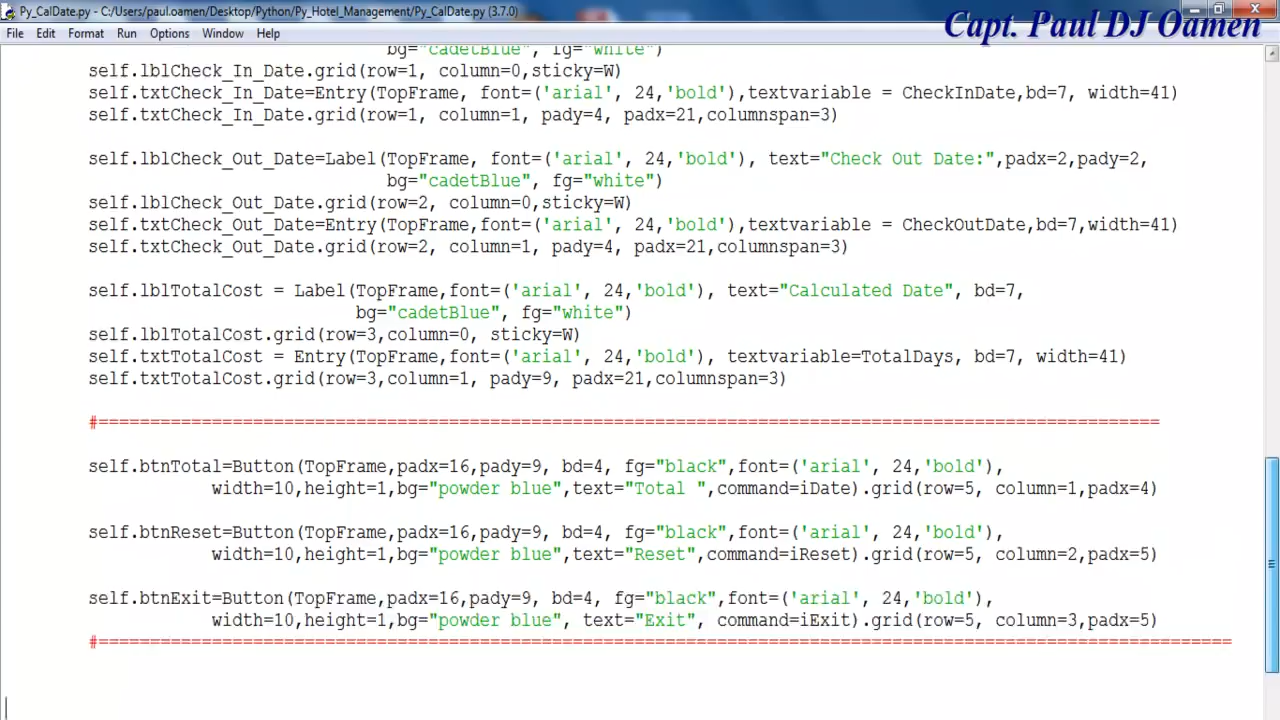 Py_CalDate.py - C:/Users/paul.oamen/Desktop/Python/Py_Hotel_Management/Py_CalDate.py (3.7.0)
Capt. Paul DJ Oamen
File Edit Format Run Options Window Help
bg="cadetBlue", fg="white")
self.lblCheck_In_Date.grid(row=1, column=0,sticky=W)
self.txtCheck_In_Date=Entry(TopFrame, font=('arial', 24,'bold'),textvariable = CheckInDate,bd=7, width=41)
self.txtCheck_In_Date.grid(row=1, column=1, pady=4, padx=21,columnspan=3)
self.lblCheck_Out_Date=Label(TopFrame, font=('arial', 24,'bold'), text="Check Out Date:",padx=2,pady=2,
bg="cadetBlue", fg="white")
self.lblCheck_Out_Date.grid(row=2, column=0,sticky=W)
self.txtCheck_Out_Date=Entry(TopFrame, font=('arial', 24,'bold'),textvariable = CheckOutDate,bd=7,width=41)
self.txtCheck_Out_Date.grid(row=2, column=1, pady=4, padx=21,columnspan=3)
self.lblTotalCost = Label(TopFrame,font=('arial', 24,'bold'), text="Calculated Date", bd=7,
bg="cadetBlue", fg="white")
self.lblTotalCost.grid(row=3,column=0, sticky=W)
self.txtTotalCost = Entry(TopFrame,font=('arial', 24,'bold'), textvariable=TotalDays, bd=7, width=41)
self.txtTotalCost.grid(row=3,column=1, pady=9, padx=21,columnspan=3)
#=======================================================================================================
self.btnTotal=Button(TopFrame,padx=16,pady=9, bd=4, fg="black",font=('arial', 24,'bold'),
width=10,height=1,bg="powder blue",text="Total ",command=iDate).grid(row=5, column=1,padx=4)
self.btnReset=Button(TopFrame,padx=16,pady=9, bd=4, fg="black",font=('arial', 24,'bold'),
width=10,height=1,bg="powder blue",text="Reset",command=iReset).grid(row=5, column=2,padx=5)
self.btnExit=Button(TopFrame,padx=16,pady=9, bd=4, fg="black",font=('arial', 24,'bold'),
width=10,height=1,bg="powder blue", text="Exit", command=iExit).grid(row=5, column=3,padx=5)
#==============================================================================================================